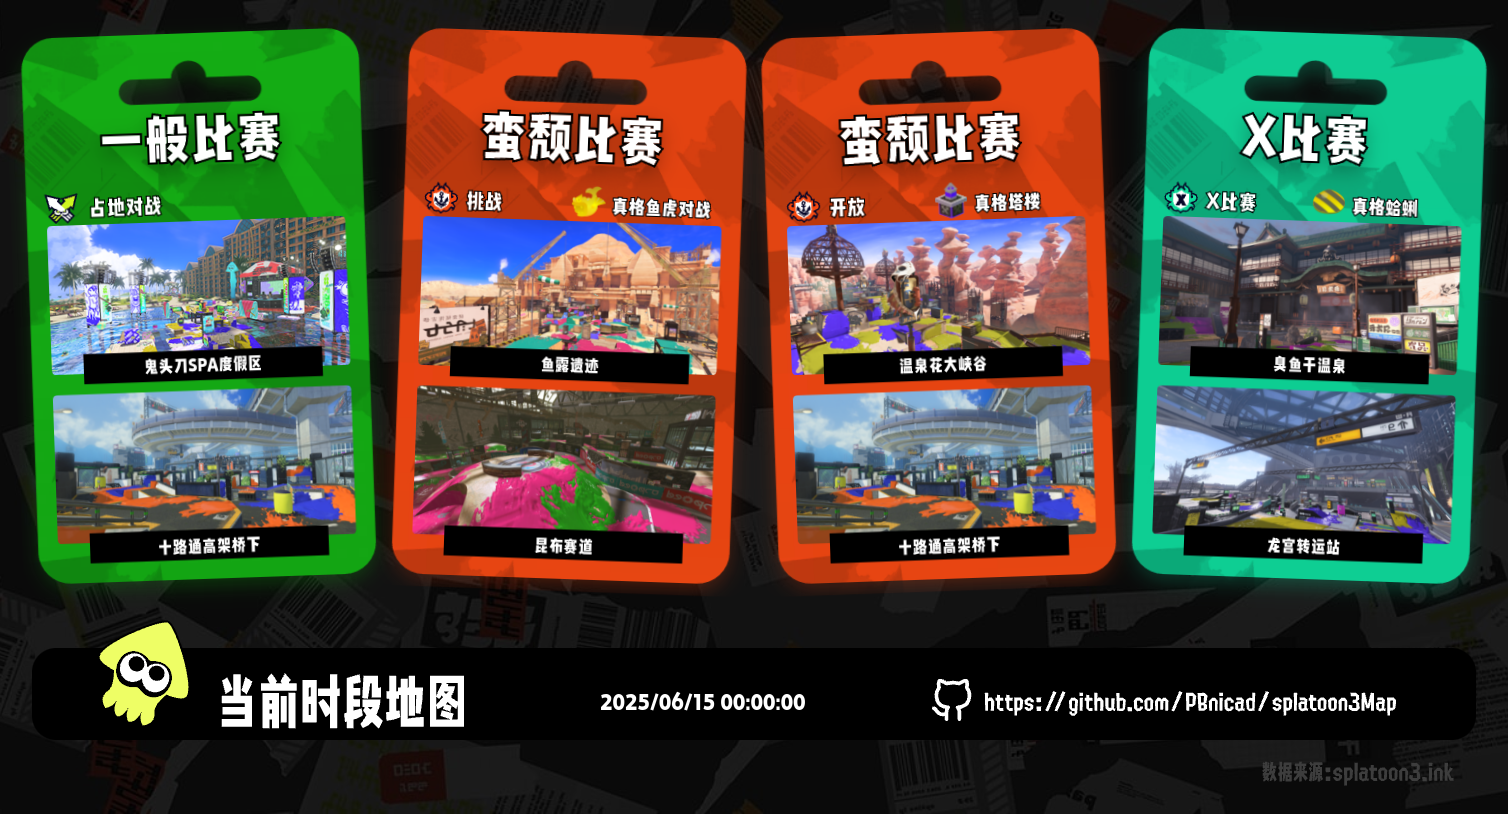 一般比赛
占地对战
鬼头刀SPA度假区
十路通高架桥下
蛮颓比赛
挑战
真格鱼虎对战
鱼露遗迹
昆布赛道
蛮颓比赛
开放
真格塔楼
温泉花大峡谷
十路通高架桥下
X比赛
X比赛
真格蛤蜊
臭鱼干温泉
龙宫转运站
当前时段地图
2025/06/15 00:00:00
https://github.com/PBnicad/splatoon3Map
数据来源:splatoon3.ink